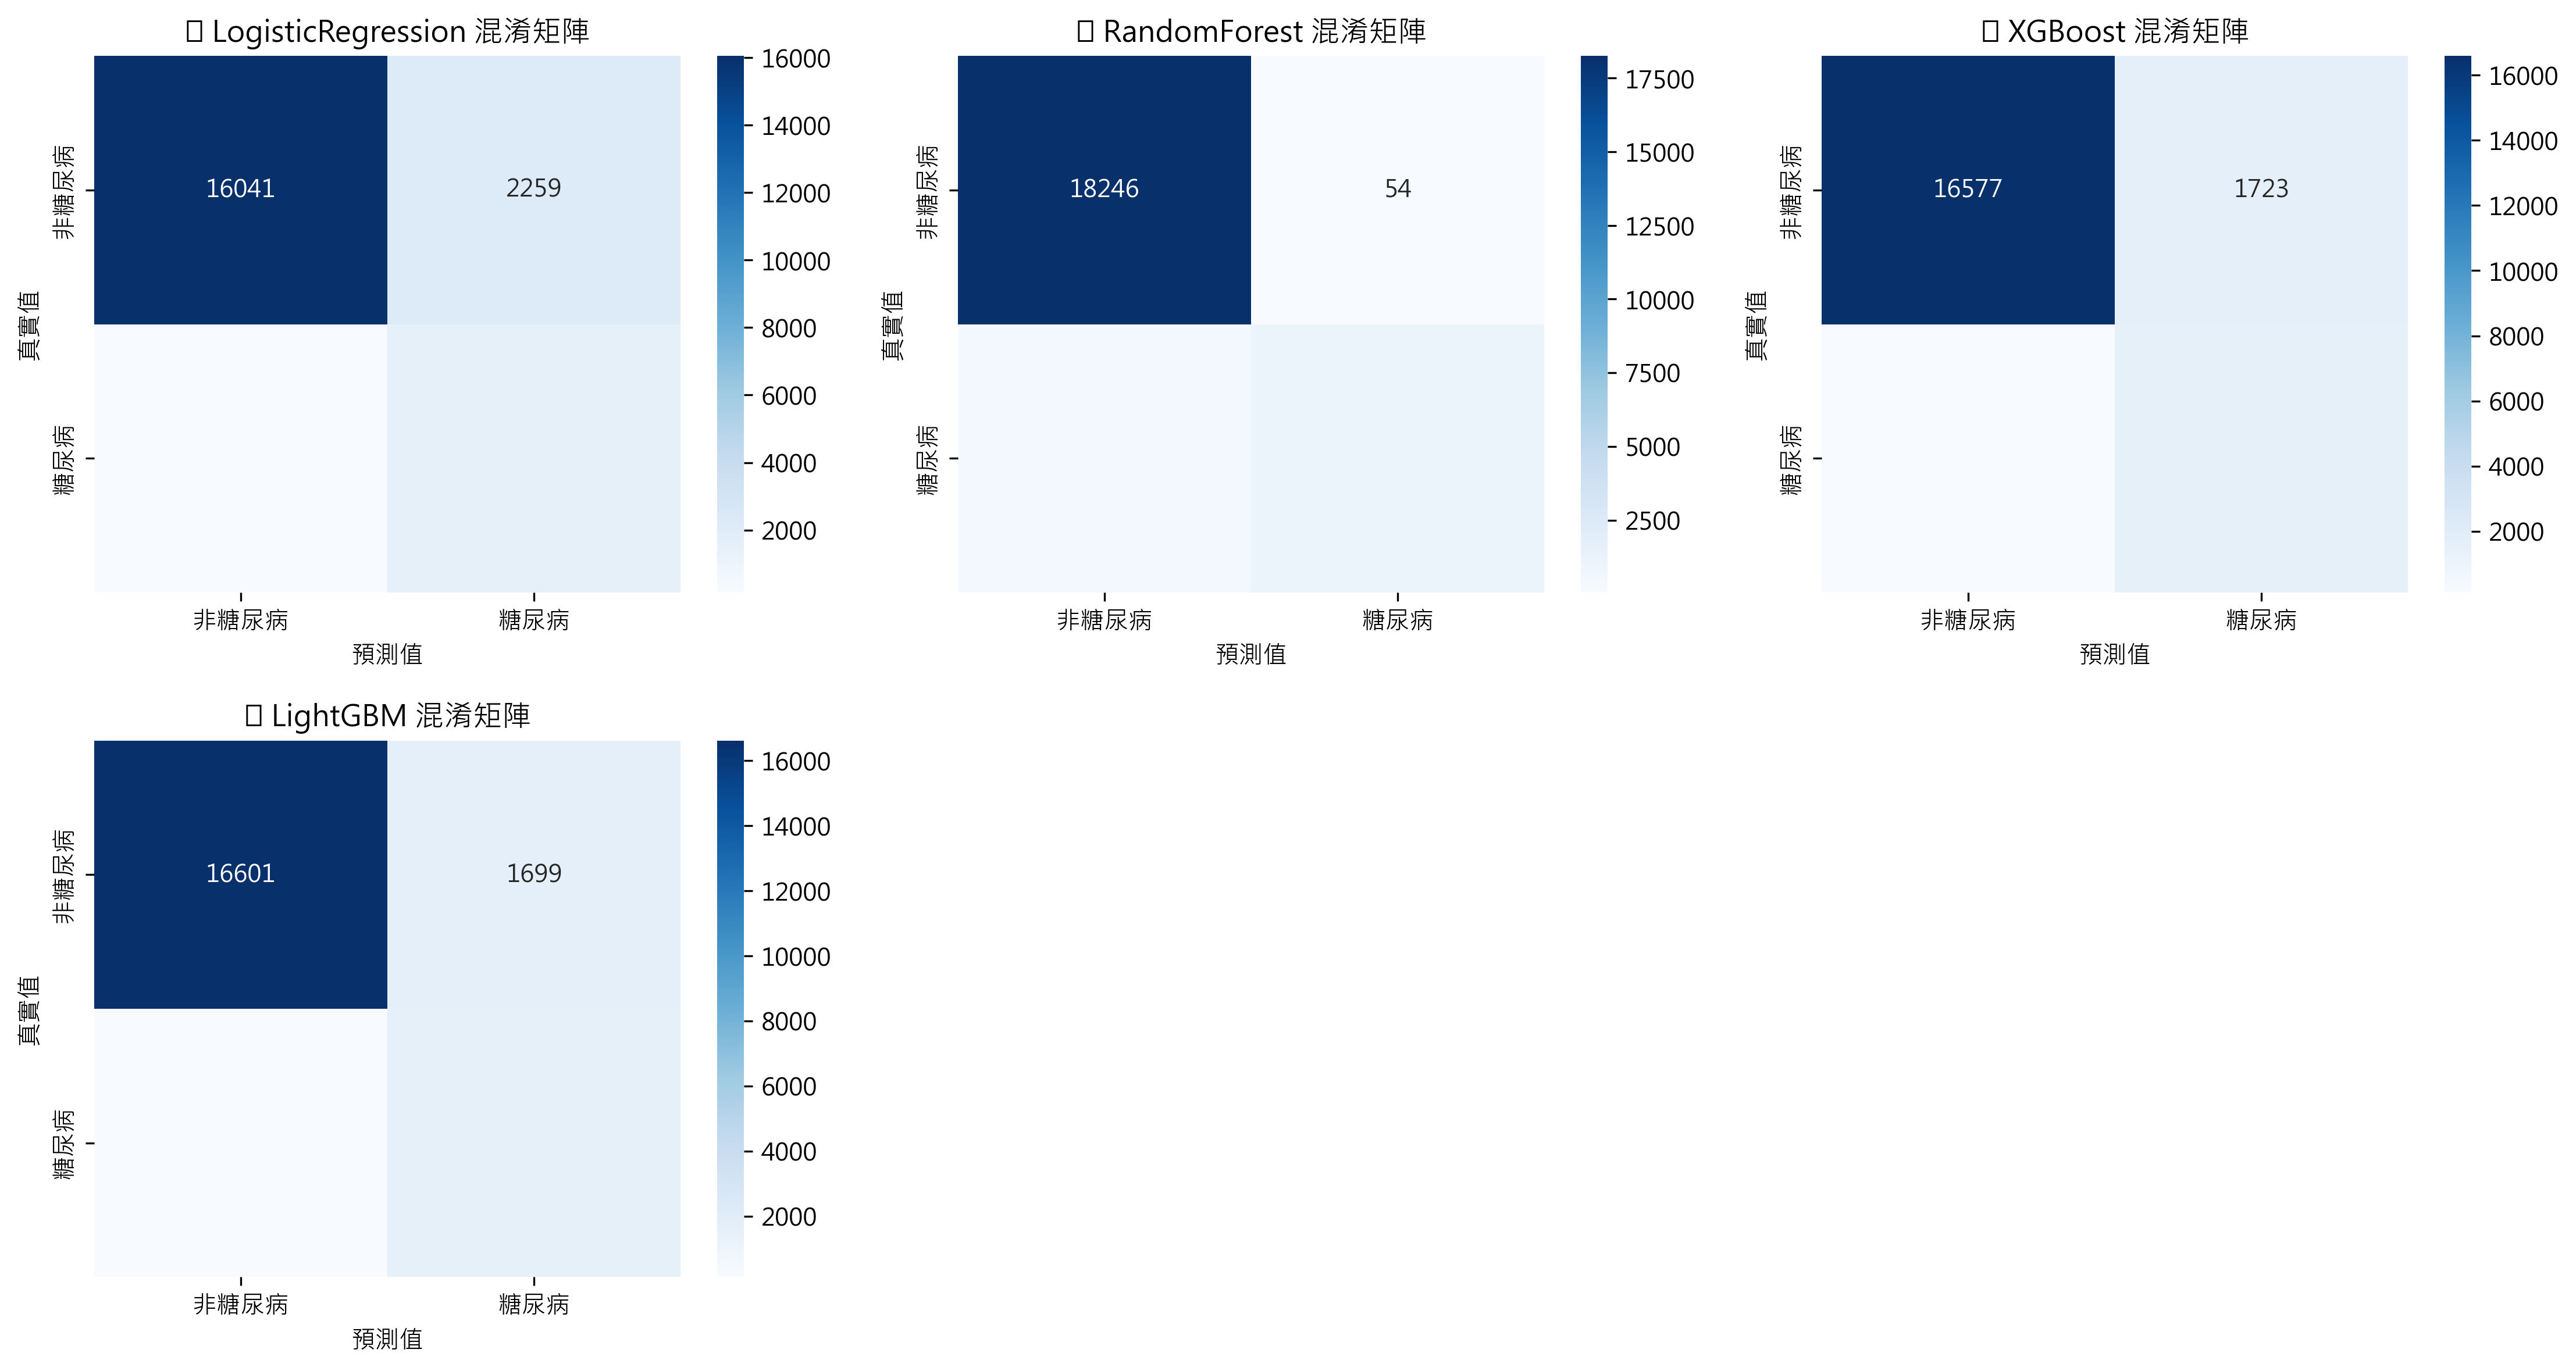 ▯ LogisticRegression 混淆矩陣
16000
14000
12000
10000
8000
6000
4000
2000
真實值
非糖尿病
糖尿病
16041
2259
非糖尿病
糖尿病
預測值
▯ RandomForest 混淆矩陣
17500
15000
12500
10000
7500
5000
2500
真實值
非糖尿病
糖尿病
18246
54
非糖尿病
糖尿病
預測值
▯ XGBoost 混淆矩陣
16000
14000
12000
10000
8000
6000
4000
2000
真實值
非糖尿病
糖尿病
16577
1723
非糖尿病
糖尿病
預測值
▯ LightGBM 混淆矩陣
16000
14000
12000
10000
8000
6000
4000
2000
真實值
非糖尿病
糖尿病
16601
1699
非糖尿病
糖尿病
預測值